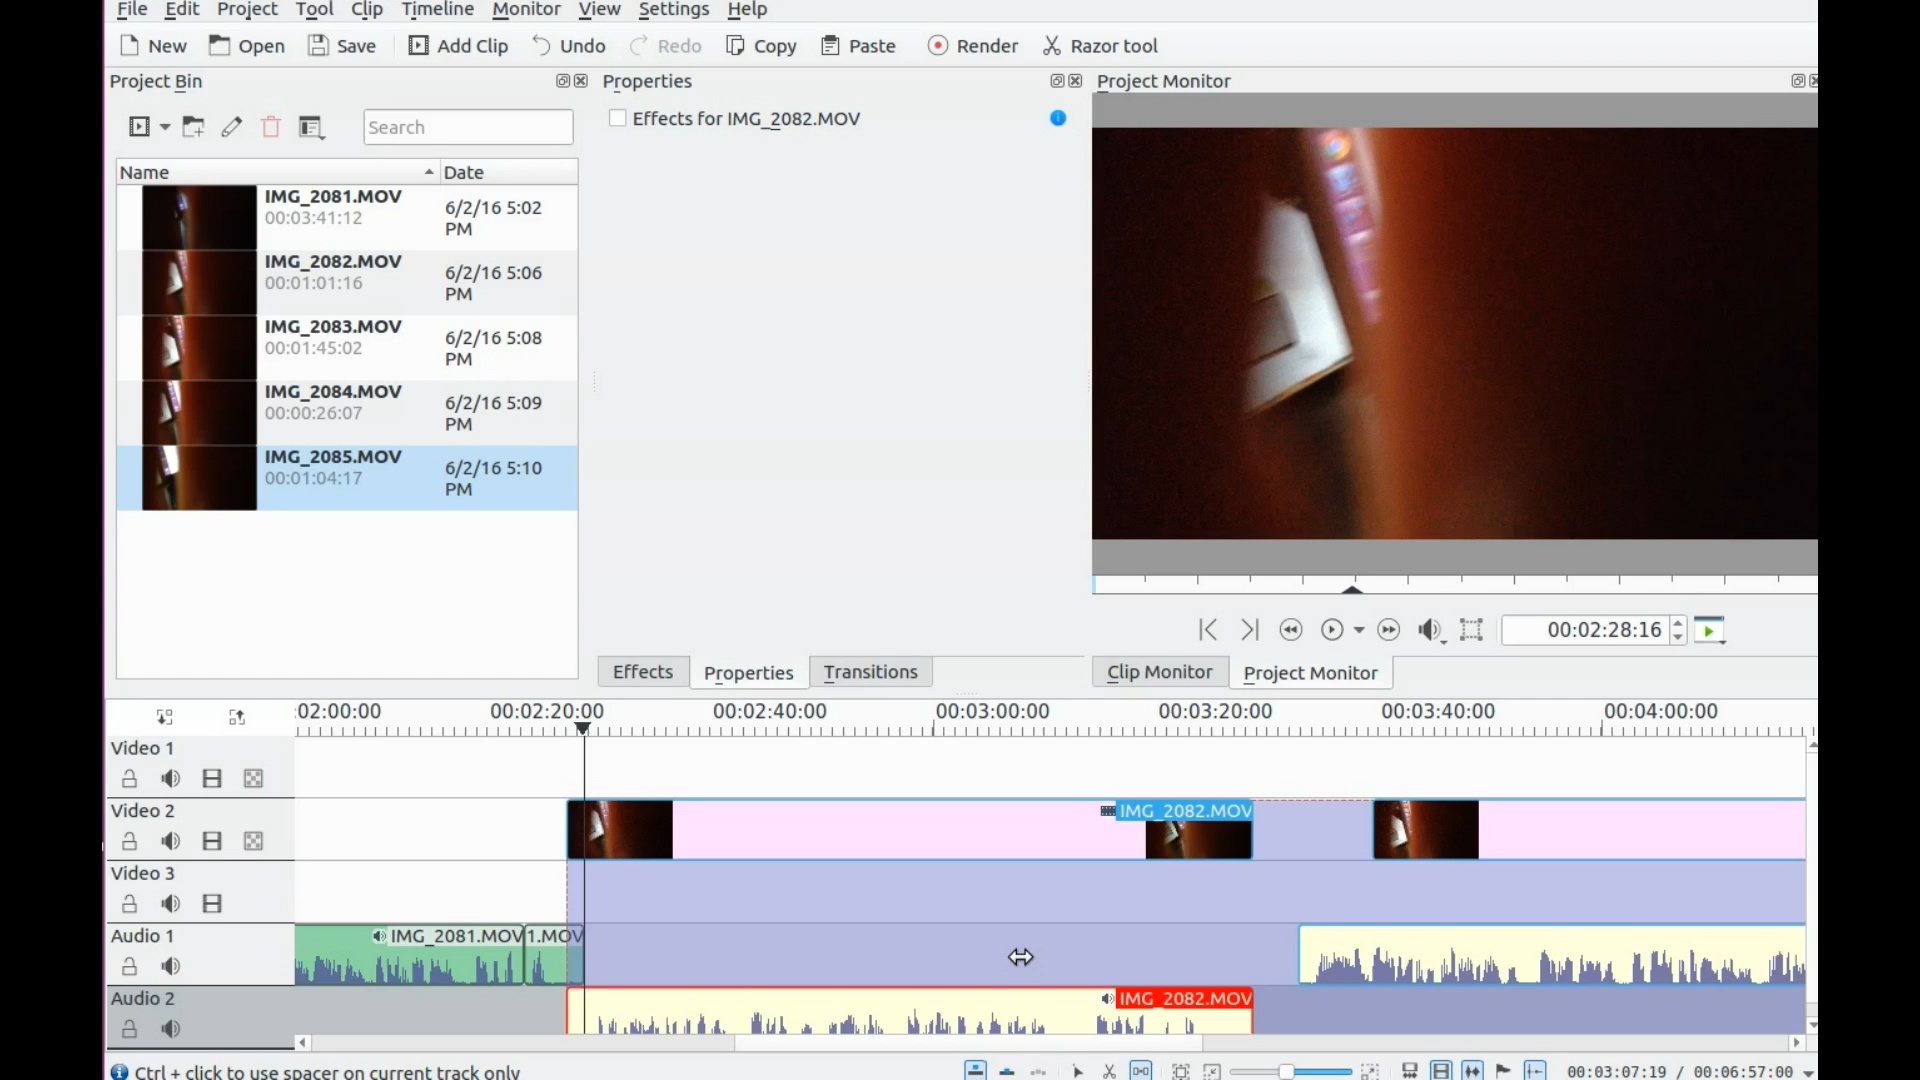 File Edit Project Tool Clip Timeline Monitor View Settings Help
New Open Save Add Clip Undo Redo Copy Paste Render Razor tool
Project Bin
Properties
Project Monitor
Search
Effects for IMG_2082.MOV
Name Date
IMG_2081.MOV
00:03:41:12
6/2/16 5:02
PM
IMG_2082.MOV
00:01:01:16
6/2/16 5:06
PM
IMG_2083.MOV
00:01:45:02
6/2/16 5:08
PM
IMG_2084.MOV
00:00:26:07
6/2/16 5:09
PM
IMG_2085.MOV
00:01:04:17
6/2/16 5:10
PM
00:02:28:16
Effects Properties Transitions
Clip Monitor Project Monitor
:02:00:00 00:02:20:00 00:02:40:00 00:03:00:00 00:03:20:00 00:03:40:00 00:04:00:00
Video 1
Video 2
IMG_2082.MOV
Video 3
Audio 1
IMG_2081.MOV 1.MOV
Audio 2
IMG_2082.MOV
Ctrl + click to use spacer on current track only
00:03:07:19 / 00:06:57:00